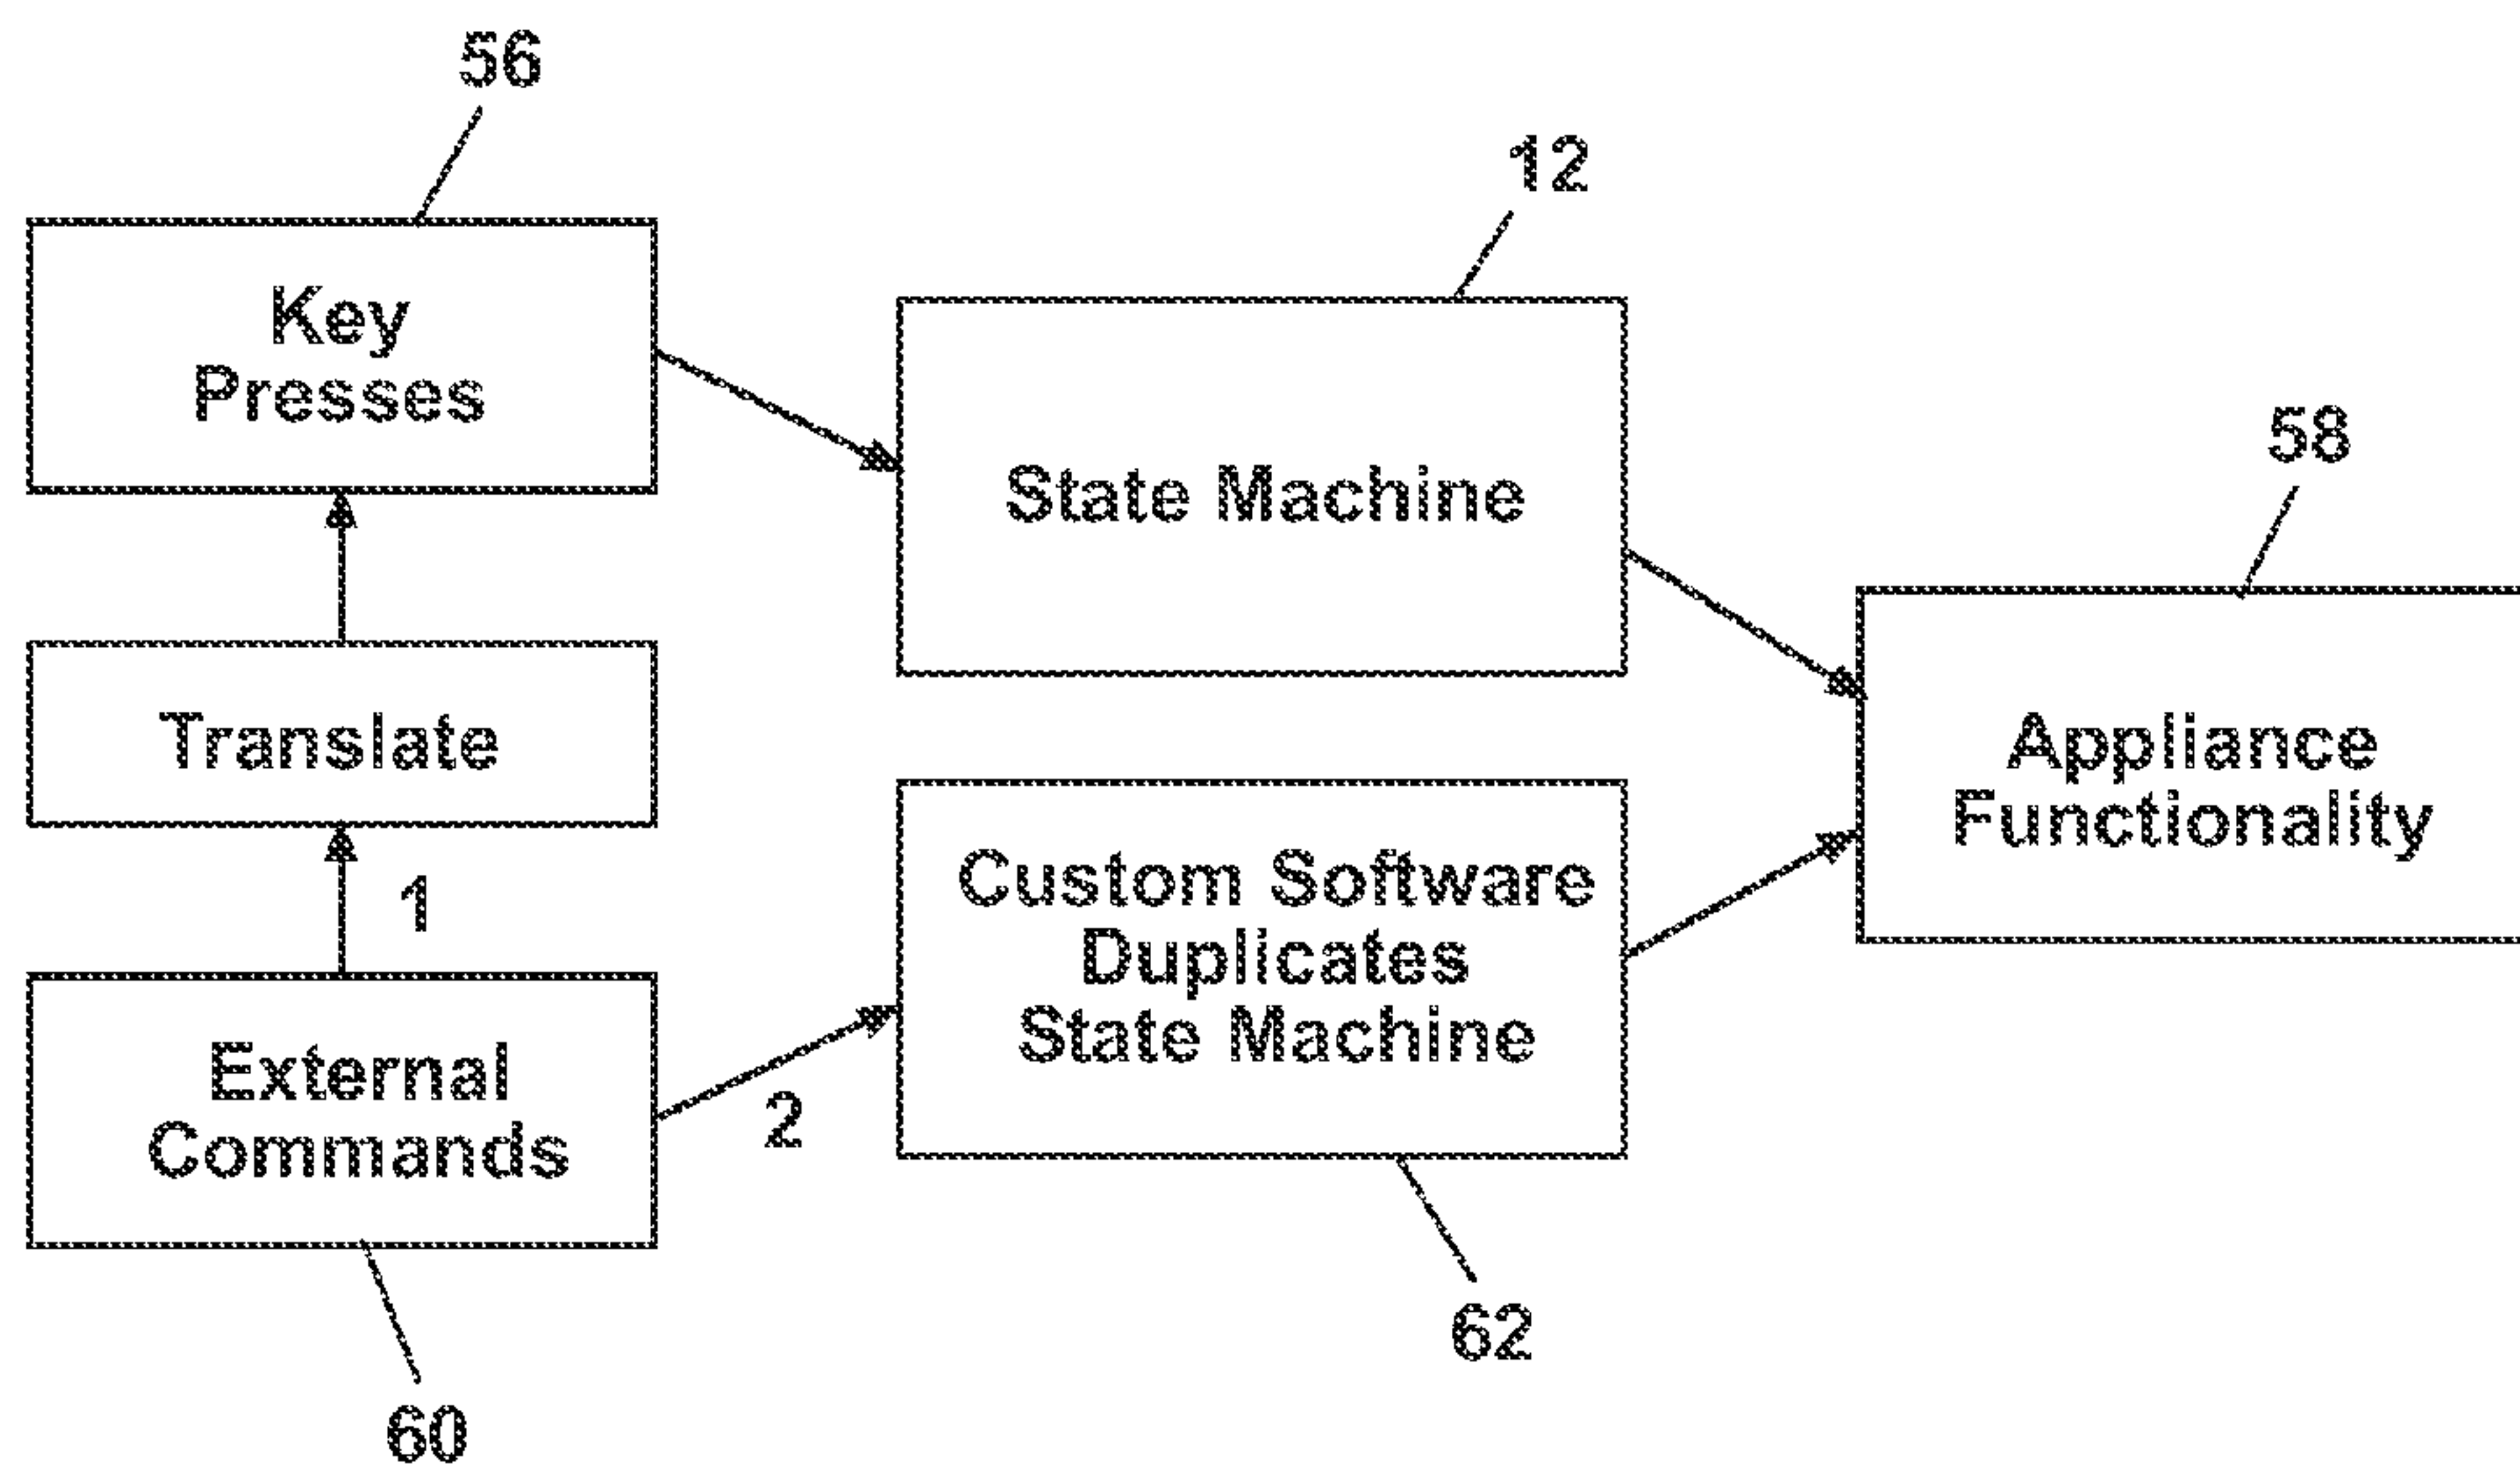 56
12
Key
Presses
58
State Machine
Translate
Appliance
Functionality
1
Custom Software
Duplicates
State Machine
External
Commands
2
62
60